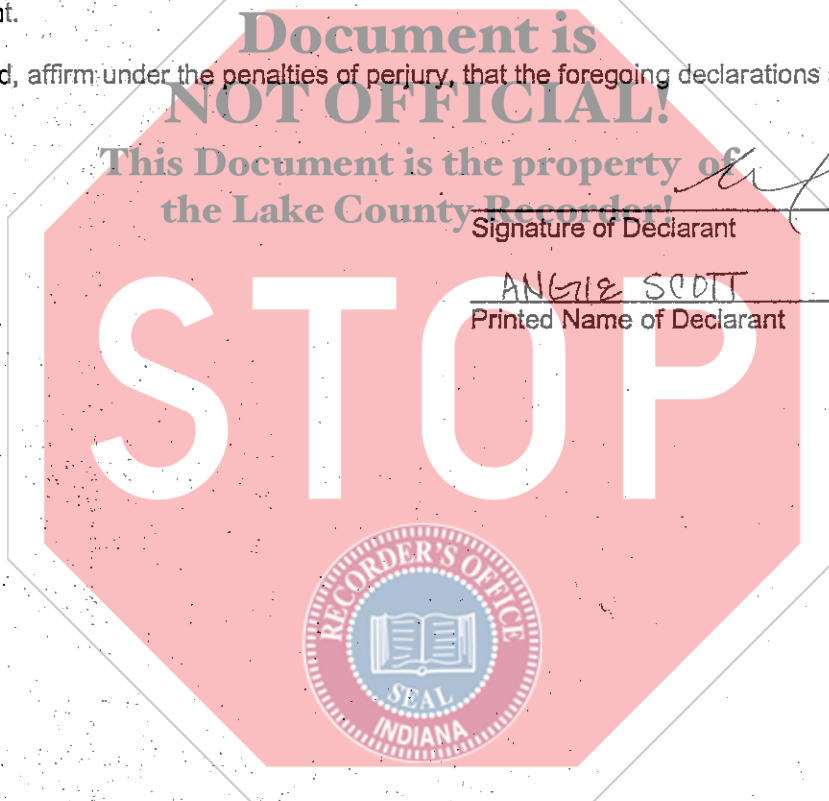 nt.
Document is
d, affirm under the penalties of perjury, that the foregoing declarations
NOT OFFICIAL!
This Document is the property of
the Lake County Recorder!
Signature of Declarant
ANGIE SCOTT
Printed Name of Declarant
STOP
RECORDER'S OFFICE
SEAL
INDIANA